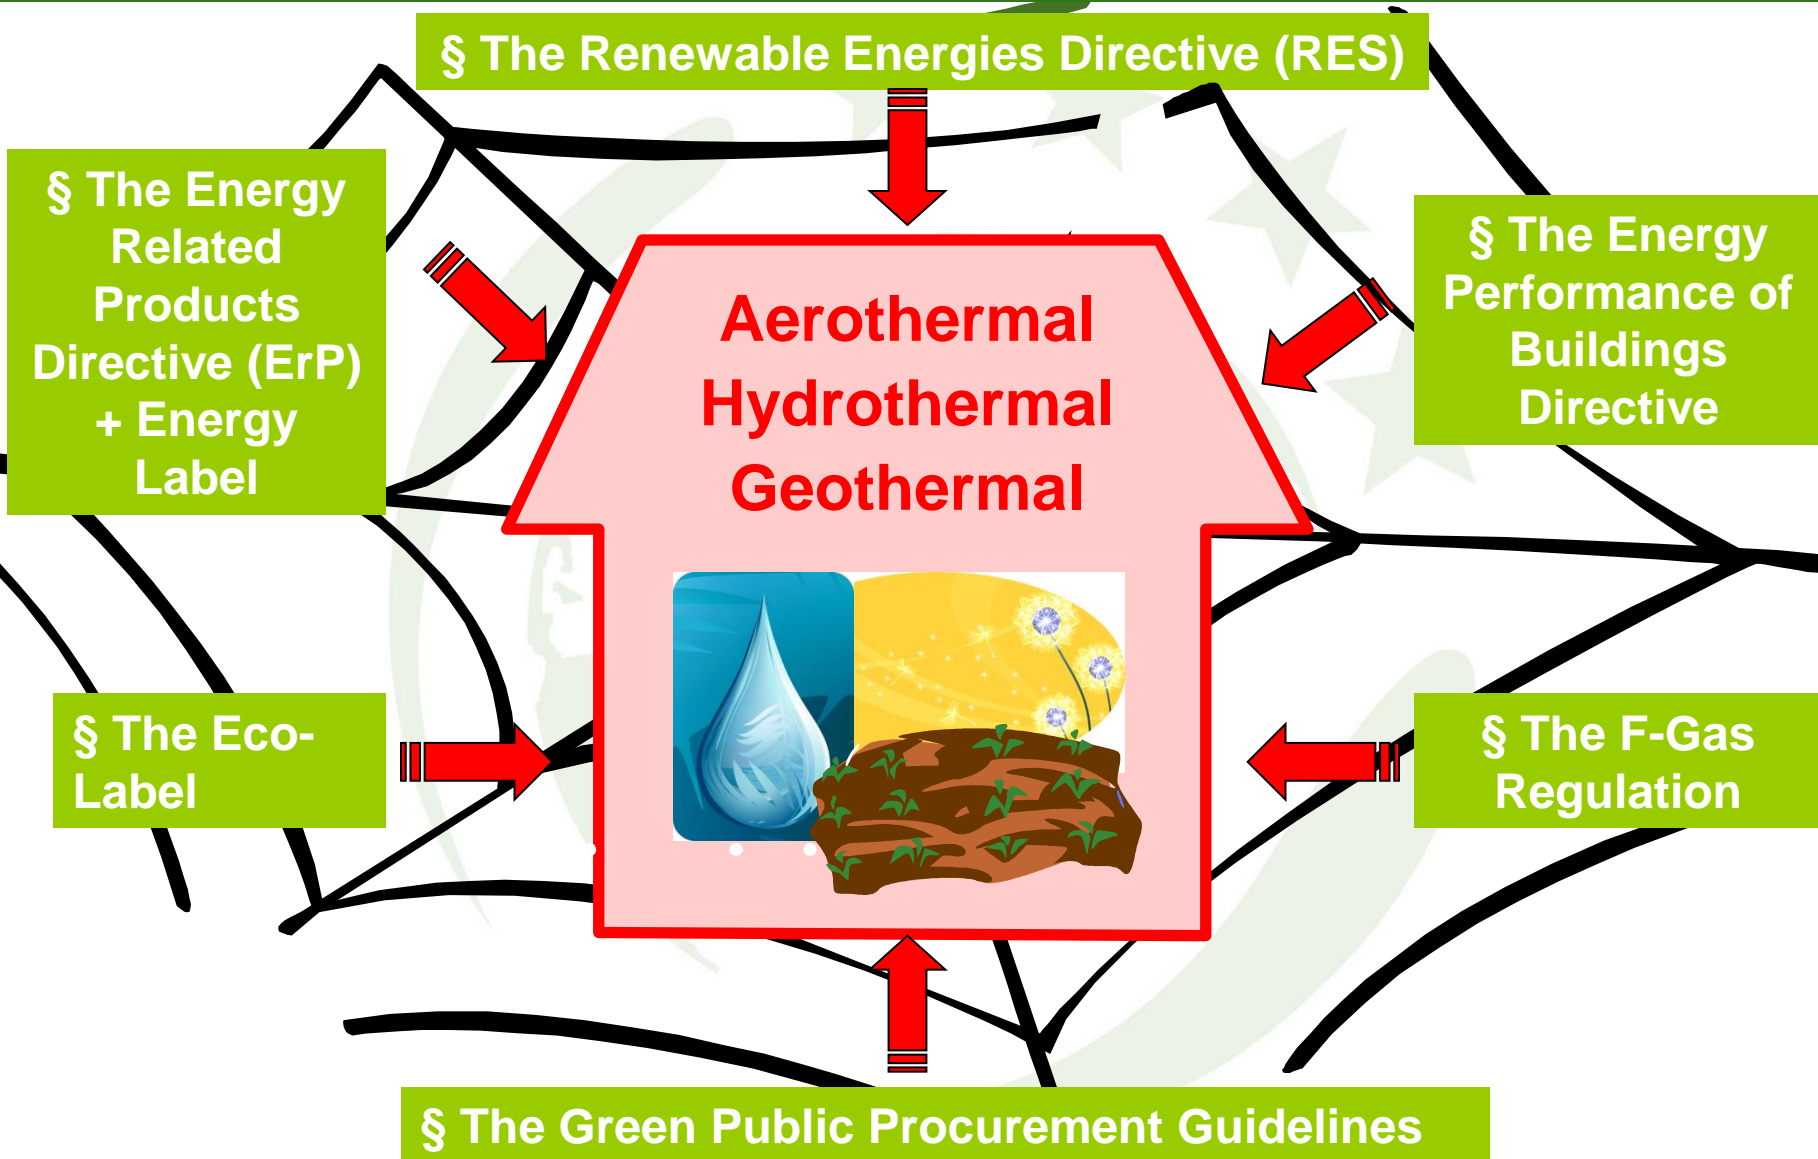 § The Renewable Energies Directive (RES)
§ The Energy
Related
Products
Directive (ErP)
+ Energy
Label
§ The Energy
Performance of
Buildings
Directive
Aerothermal
Hydrothermal
Geothermal
§ The Eco-
Label
§ The F-Gas
Regulation
§ The Green Public Procurement Guidelines